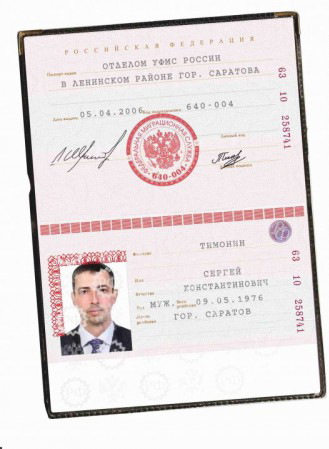 РОССИЙСКАЯ ФЕДЕРАЦИЯ
Паспорт выдан ОТДЕЛОМ УФМС РОССИИ
В ЛЕНИНСКОМ РАЙОНЕ ГОР. САРАТОВА
Дата выдачи 05.04.2006 Код подразделения 640-004
63 10 258741
ФЕДЕРАЛЬНАЯ МИГРАЦИОННАЯ СЛУЖБА
640-004
Личный код
Фамилия ТИМОНИН
Имя СЕРГЕЙ
Отчество КОНСТАНТИНОВИЧ
Пол МУЖ. Дата рождения 09.05.1976
Место рождения ГОР. САРАТОВ
63 10 258741